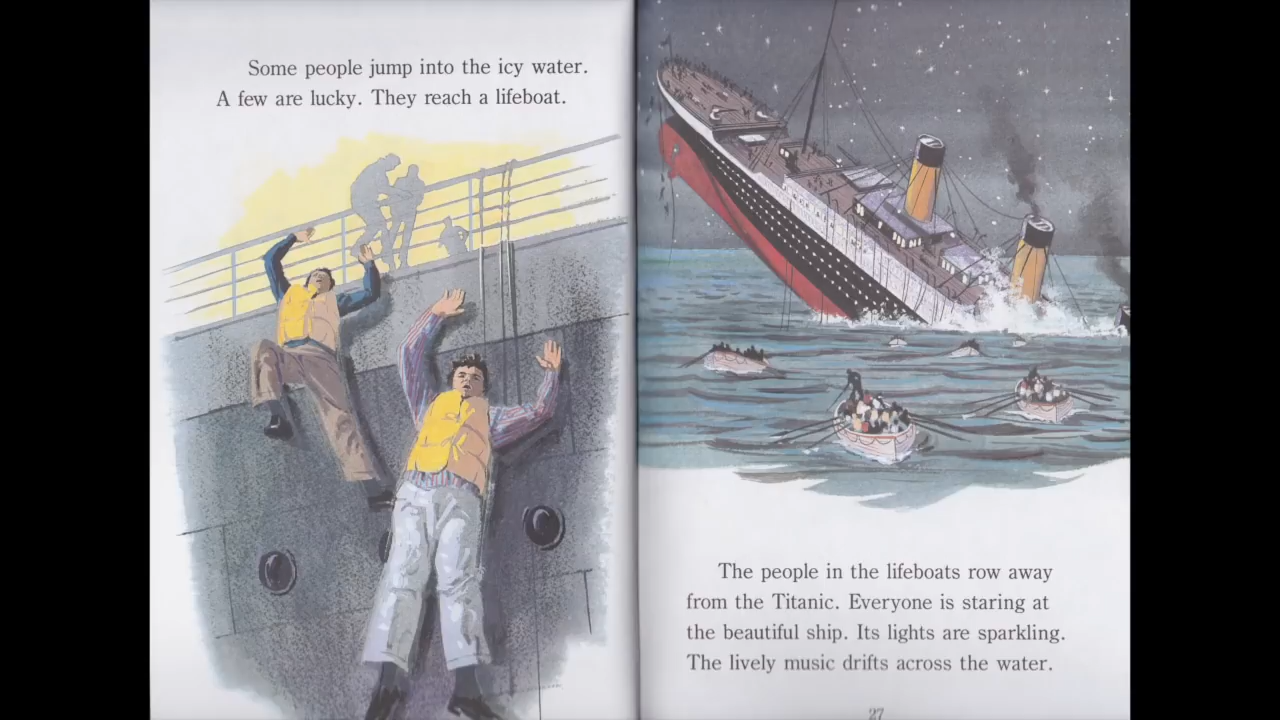 Some people jump into the icy water.
A few are lucky. They reach a lifeboat.
The people in the lifeboats row away
from the Titanic. Everyone is staring at
the beautiful ship. Its lights are sparkling.
The lively music drifts across the water.
27